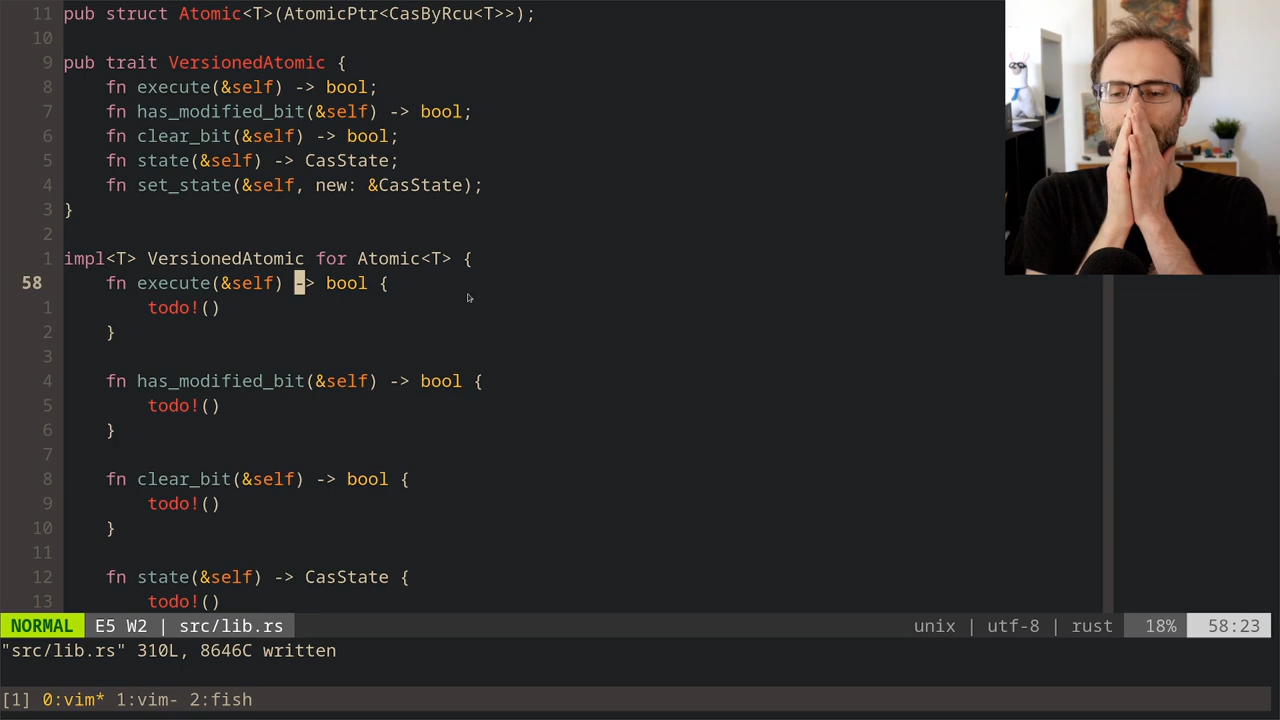 11 pub struct Atomic<T>(AtomicPtr<CasByRcu<T>>);
10
9 pub trait VersionedAtomic {
8     fn execute(&self) -> bool;
7     fn has_modified_bit(&self) -> bool;
6     fn clear_bit(&self) -> bool;
5     fn state(&self) -> CasState;
4     fn set_state(&self, new: &CasState);
3 }
2
1 impl<T> VersionedAtomic for Atomic<T> {
58     fn execute(&self) -> bool {
1         todo!()
2     }
3
4     fn has_modified_bit(&self) -> bool {
5         todo!()
6     }
7
8     fn clear_bit(&self) -> bool {
9         todo!()
10     }
11
12     fn state(&self) -> CasState {
13         todo!()
NORMAL E5 W2 | src/lib.rs unix | utf-8 | rust 18% 58:23
"src/lib.rs" 310L, 8646C written
[1] 0:vim* 1:vim- 2:fish